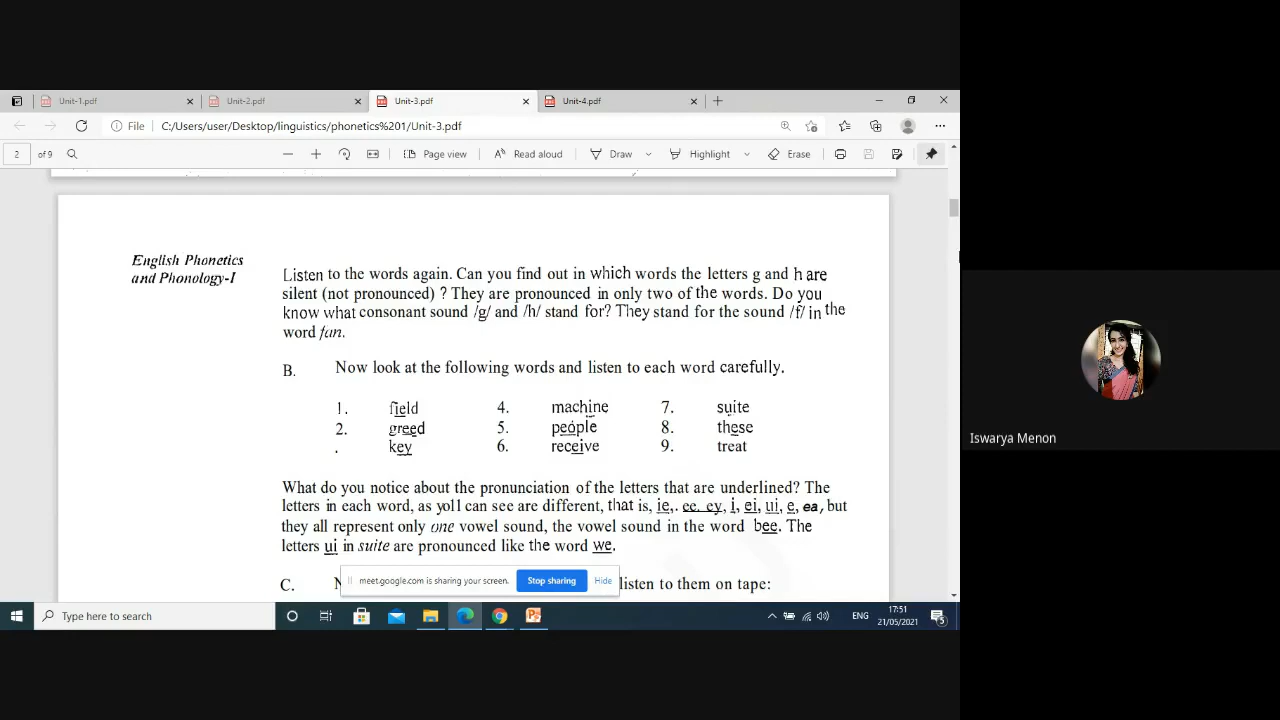 Unit-1.pdf
Unit-2.pdf
Unit-3.pdf
Unit-4.pdf
File C:/Users/user/Desktop/linguistics/phonetics%201/Unit-3.pdf
2 of 9
Page view
Read aloud
Draw
Highlight
Erase
English Phonetics
and Phonology-I
Listen to the words again. Can you find out in which words the letters g and h are
silent (not pronounced) ? They are pronounced in only two of the words. Do you
know what consonant sound /g/ and /h/ stand for? They stand for the sound /f/ in the
word fan.
B. Now look at the following words and listen to each word carefully.
1. field 4. machine 7. suite
2. greed 5. people 8. these
. key 6. receive 9. treat
What do you notice about the pronunciation of the letters that are underlined? The
letters in each word, as yoll can see are different, that is, ie,. ee. ey, i, ei, ui, e, ea, but
they all represent only one vowel sound, the vowel sound in the word bee. The
letters ui in suite are pronounced like the word we.
C. N listen to them on tape:
meet.google.com is sharing your screen. Stop sharing Hide
Iswarya Menon
Type here to search
ENG
17:51
21/05/2021
5